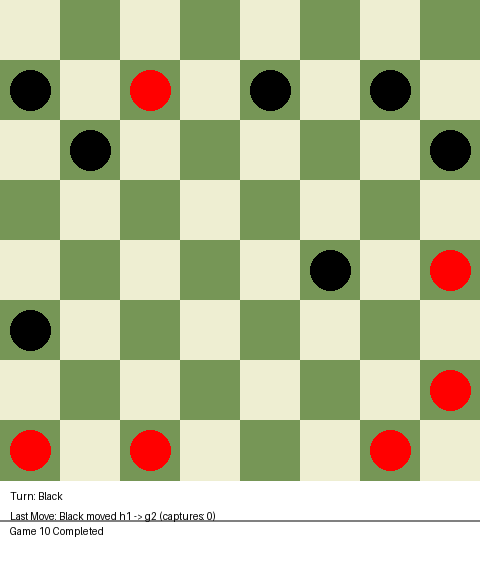 Turn: Black
Last Move: Black moved h1 -> g2 (captures: 0)
Game 10 Completed